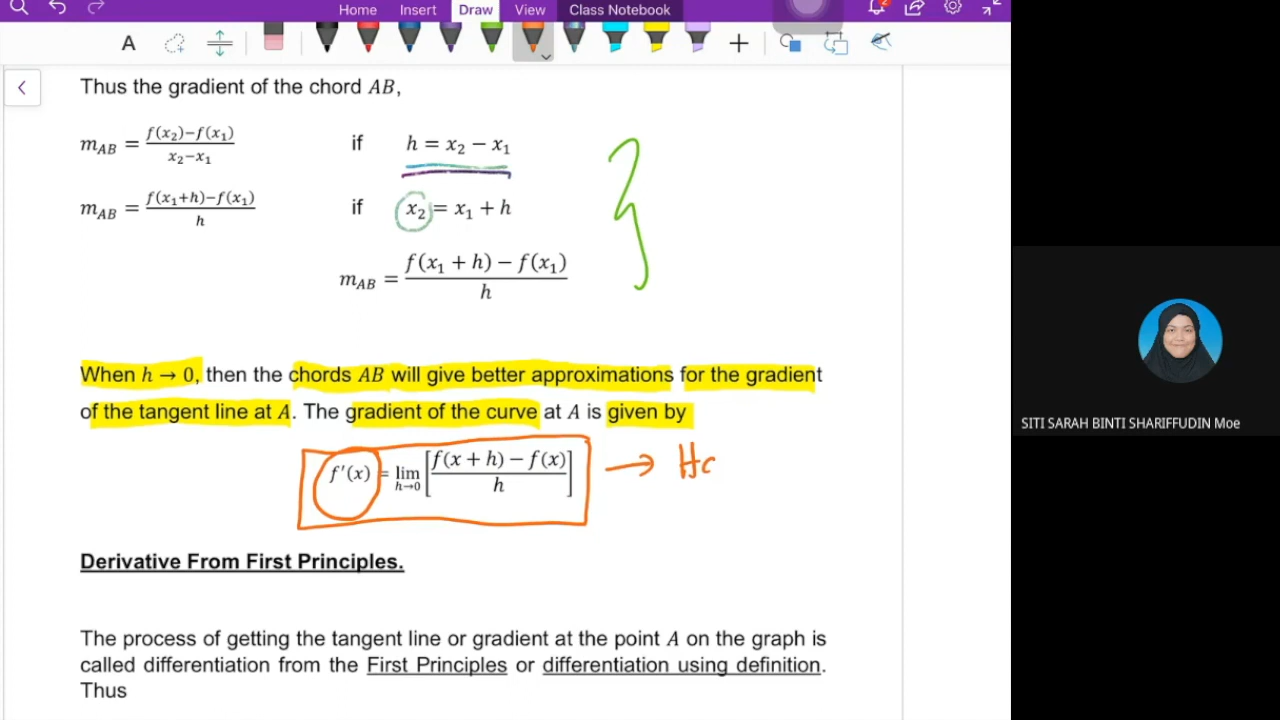 Home Insert Draw View Class Notebook
2
A
Thus the gradient of the chord AB,
m_AB = (f(x₂)−f(x₁))/(x₂−x₁) if h = x₂ − x₁
m_AB = (f(x₁+h)−f(x₁))/h if x₂ = x₁ + h
m_AB = (f(x₁ + h) − f(x₁))/h
When h → 0, then the chords AB will give better approximations for the gradient
of the tangent line at A. The gradient of the curve at A is given by
f′(x) = lim_{h→0} [(f(x + h) − f(x))/h] →
SITI SARAH BINTI SHARIFFUDIN Moe
Derivative From First Principles.
The process of getting the tangent line or gradient at the point A on the graph is
called differentiation from the First Principles or differentiation using definition.
Thus